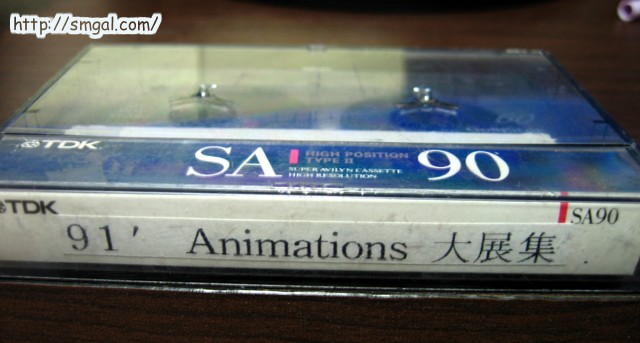 http://smgal.com/
TDK
SA
HIGH POSITION
TYPE II
SUPER AVILYN CASSETTE
HIGH RESOLUTION
90
TDK
SA90
91' Animations 大展集